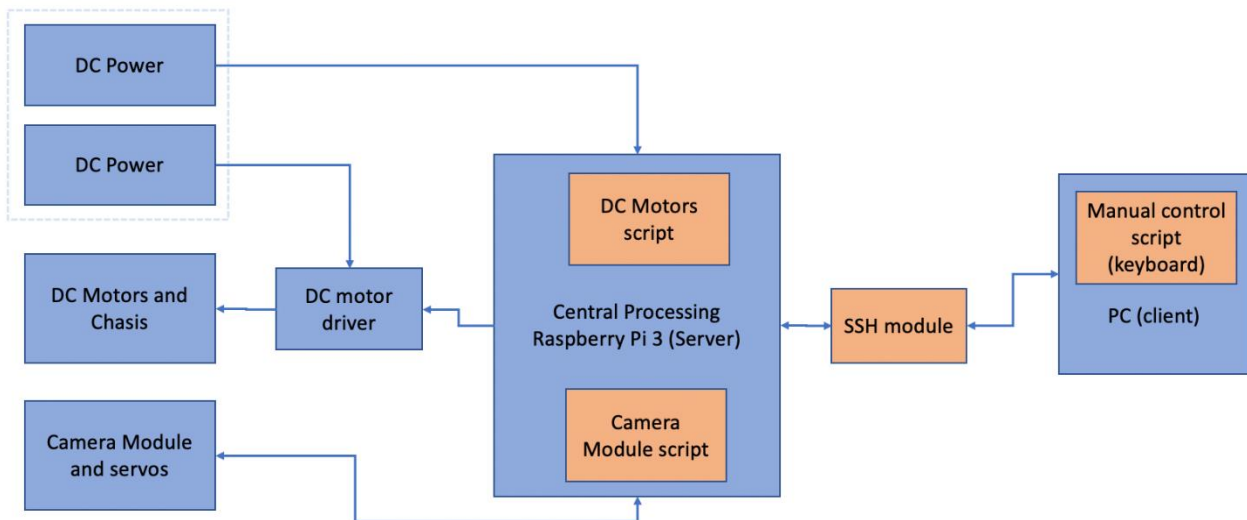 DC Power
DC Power
DC Motors and
Chasis
DC motor
driver
Camera Module
and servos
DC Motors
script
Central Processing
Raspberry Pi 3 (Server)
Camera
Module script
SSH module
Manual control
script
(keyboard)
PC (client)